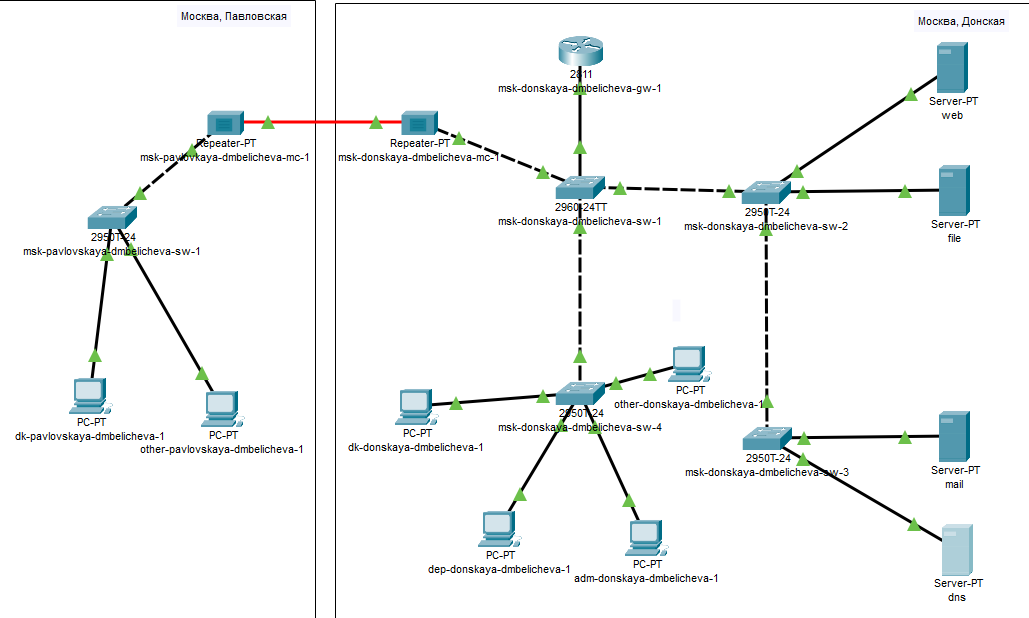 Москва, Павловская
Repeater-PT
msk-pavlovkaya-dmbelicheva-mc-1
2950T-24
msk-pavlovskaya-dmbelicheva-sw-1
PC-PT
dk-pavlovskaya-dmbelicheva-1
PC-PT
other-pavlovskaya-dmbelicheva-1
Москва, Донская
2811
msk-donskaya-dmbelicheva-gw-1
Repeater-PT
msk-donskaya-dmbelicheva-mc-1
2960-24TT
msk-donskaya-dmbelicheva-sw-1
2950T-24
msk-donskaya-dmbelicheva-sw-2
Server-PT
web
Server-PT
file
PC-PT
other-donskaya-dmbelicheva-1
2950T-24
msk-donskaya-dmbelicheva-sw-4
PC-PT
dk-donskaya-dmbelicheva-1
2950T-24
msk-donskaya-dmbelicheva-sw-3
Server-PT
mail
PC-PT
dep-donskaya-dmbelicheva-1
PC-PT
adm-donskaya-dmbelicheva-1
Server-PT
dns